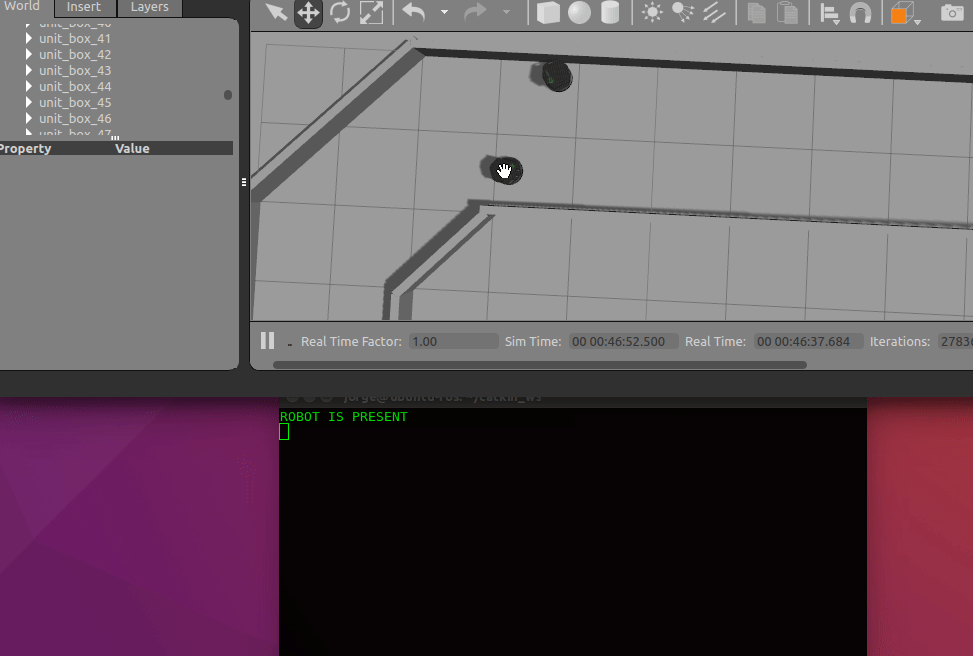 World Insert Layers
unit_box_40
unit_box_41
unit_box_42
unit_box_43
unit_box_44
unit_box_45
unit_box_46
unit_box_47
Property Value
Real Time Factor: 1.00 Sim Time: 00 00:46:52.500 Real Time: 00 00:46:37.684 Iterations: 27836
jorge@ubuntu-ros: ~/catkin_ws
ROBOT IS PRESENT